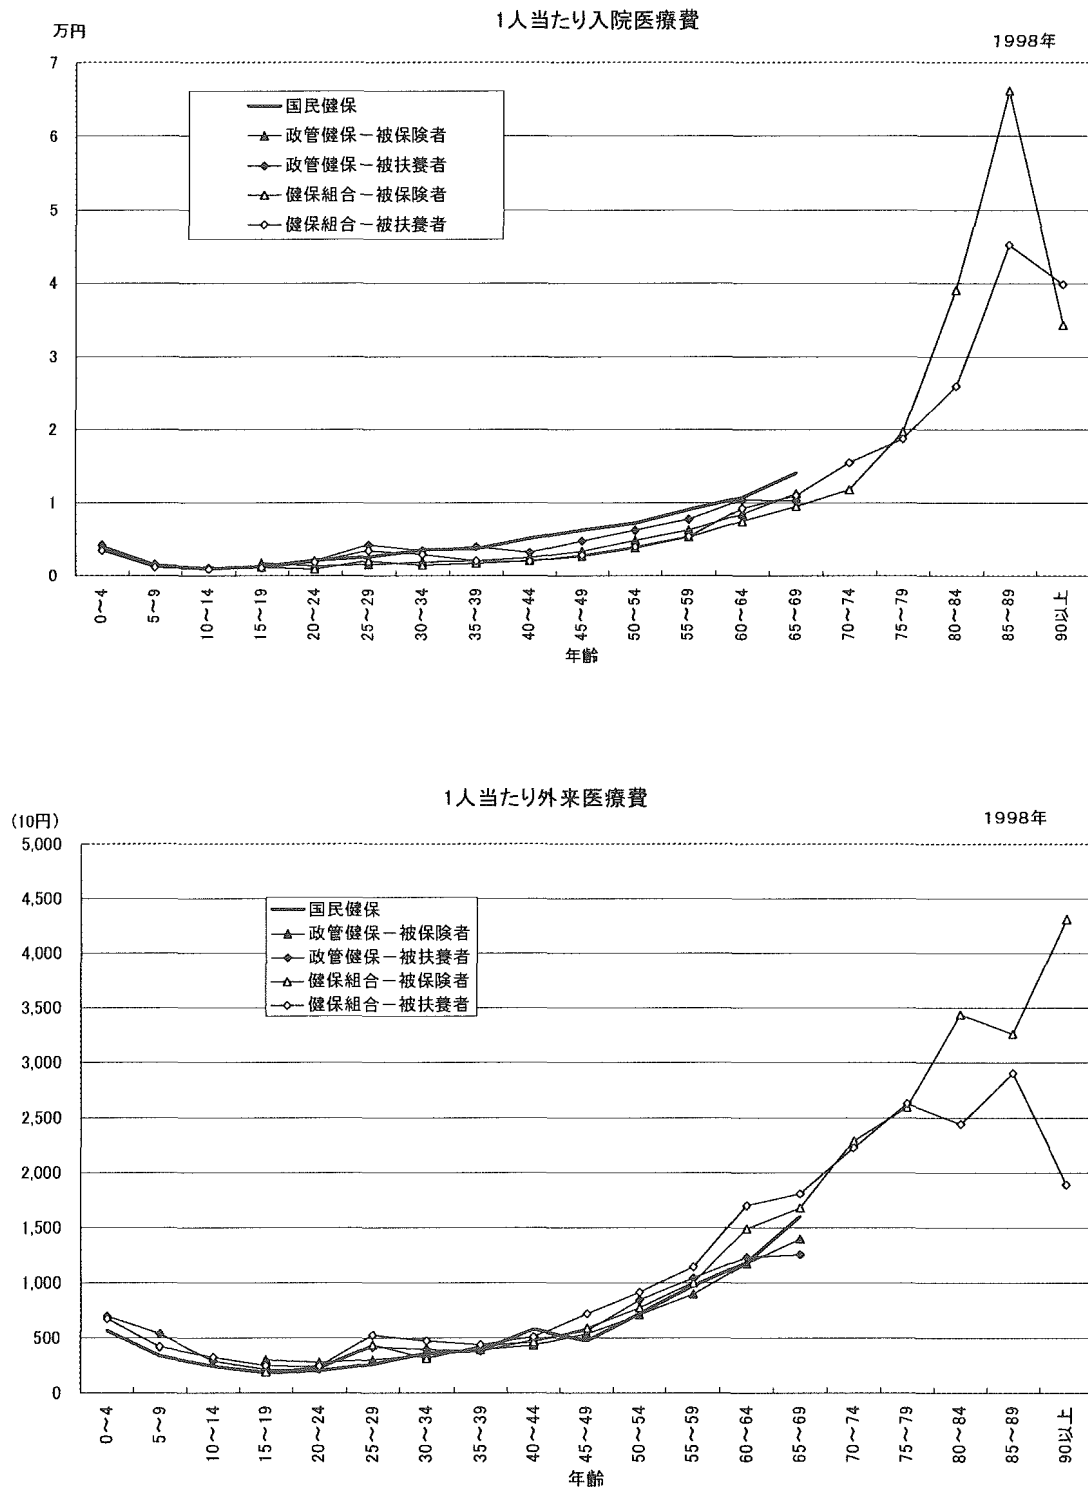 1人当たり入院医療費
万円
1998年
7
6
5
4
3
2
1
0
国民健保
政管健保－被保険者
政管健保－被扶養者
健保組合－被保険者
健保組合－被扶養者
0～4
5～9
10～14
15～19
20～24
25～29
30～34
35～39
40～44
45～49
50～54
55～59
60～64
65～69
70～74
75～79
80～84
85～89
90以上
年齢
1人当たり外来医療費
(10円)
1998年
5,000
4,500
4,000
3,500
3,000
2,500
2,000
1,500
1,000
500
0
国民健保
政管健保－被保険者
政管健保－被扶養者
健保組合－被保険者
健保組合－被扶養者
0～4
5～9
10～14
15～19
20～24
25～29
30～34
35～39
40～44
45～49
50～54
55～59
60～64
65～69
70～74
75～79
80～84
85～89
90以上
年齢